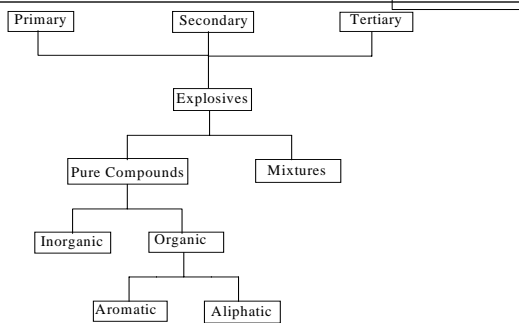 Primary
Secondary
Tertiary
Explosives
Pure Compounds
Mixtures
Inorganic
Organic
Aromatic
Aliphatic